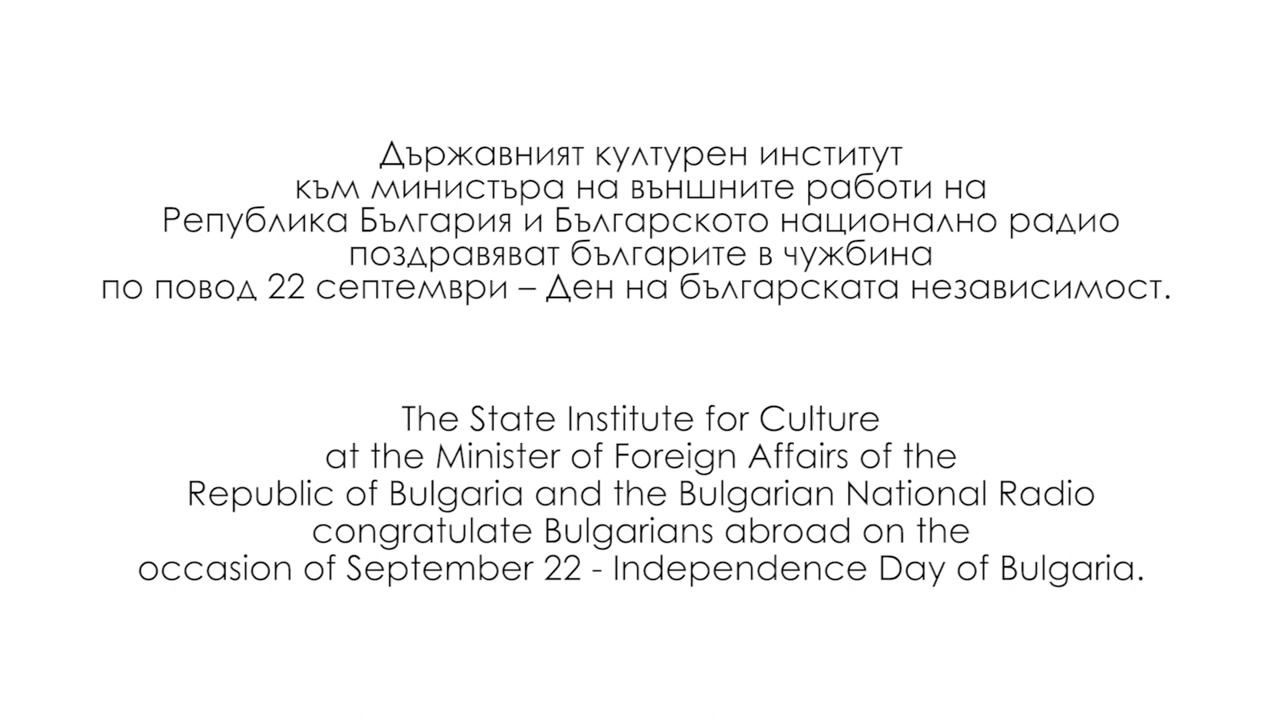 Държавният културен институт
към министъра на външните работи на
Република България и Българското национално радио
поздравяват българите в чужбина
по повод 22 септември – Ден на българската независимост.
The State Institute for Culture
at the Minister of Foreign Affairs of the
Republic of Bulgaria and the Bulgarian National Radio
congratulate Bulgarians abroad on the
occasion of September 22 - Independence Day of Bulgaria.